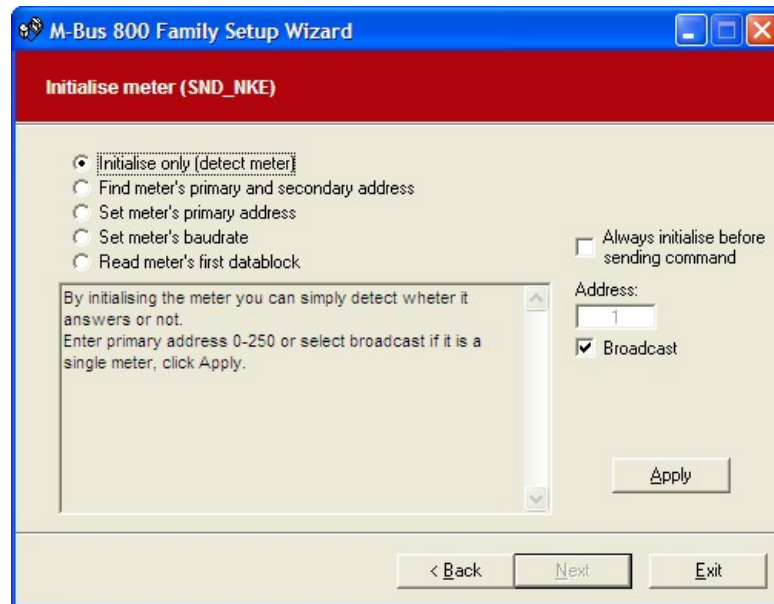 M-Bus 800 Family Setup Wizard
Initialise meter (SND_NKE)
Initialise only (detect meter)
Find meter's primary and secondary address
Set meter's primary address
Set meter's baudrate
Read meter's first datablock
Always initialise before
sending command
By initialising the meter you can simply detect wheter it
answers or not.
Enter primary address 0-250 or select broadcast if it is a
single meter, click Apply.
Address:
1
Broadcast
Apply
< Back
Next
Exit